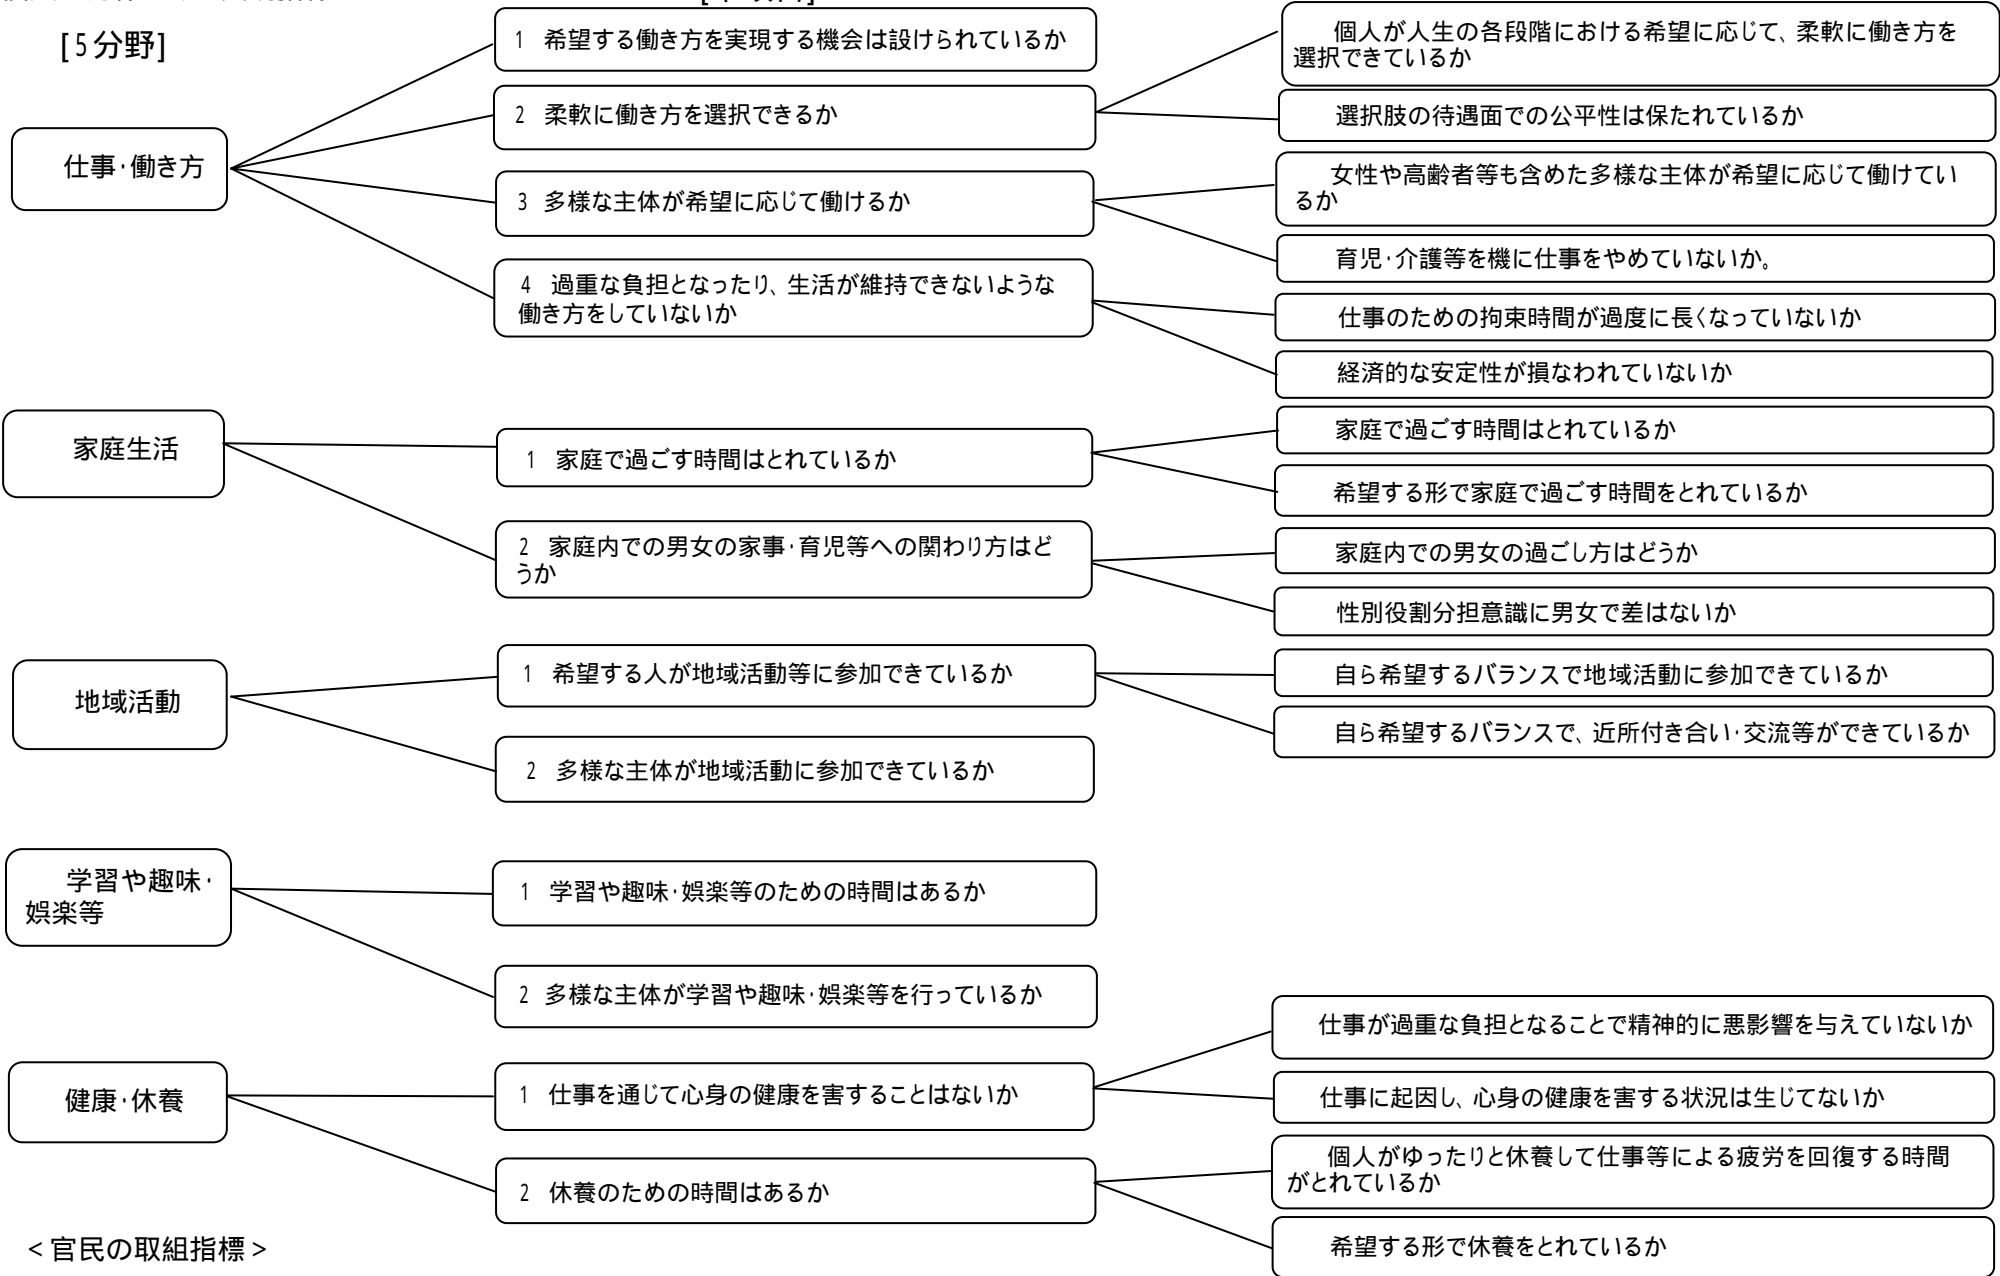 [5分野]
仕事・働き方
1 希望する働き方を実現する機会は設けられているか
2 柔軟に働き方を選択できるか
個人が人生の各段階における希望に応じて、柔軟に働き方を
選択できているか
選択肢の待遇面での公平性は保たれているか
3 多様な主体が希望に応じて働けるか
女性や高齢者等も含めた多様な主体が希望に応じて働けてい
るか
育児・介護等を機に仕事をやめていないか。
4 過重な負担となったり、生活が維持できないような
働き方をしていないか
仕事のための拘束時間が過度に長くなっていないか
経済的な安定性が損なわれていないか
家庭生活
1 家庭で過ごす時間はとれているか
家庭で過ごす時間はとれているか
希望する形で家庭で過ごす時間をとれているか
2 家庭内での男女の家事・育児等への関わり方はど
うか
家庭内での男女の過ごし方はどうか
性別役割分担意識に男女で差はないか
地域活動
1 希望する人が地域活動等に参加できているか
自ら希望するバランスで地域活動に参加できているか
自ら希望するバランスで、近所付き合い・交流等ができているか
2 多様な主体が地域活動に参加できているか
学習や趣味・
娯楽等
1 学習や趣味・娯楽等のための時間はあるか
2 多様な主体が学習や趣味・娯楽等を行っているか
健康・休養
1 仕事を通じて心身の健康を害することはないか
仕事が過重な負担となることで精神的に悪影響を与えていないか
仕事に起因し、心身の健康を害する状況は生じてないか
2 休養のための時間はあるか
個人がゆったりと休養して仕事等による疲労を回復する時間
がとれているか
希望する形で休養をとれているか
<官民の取組指標>